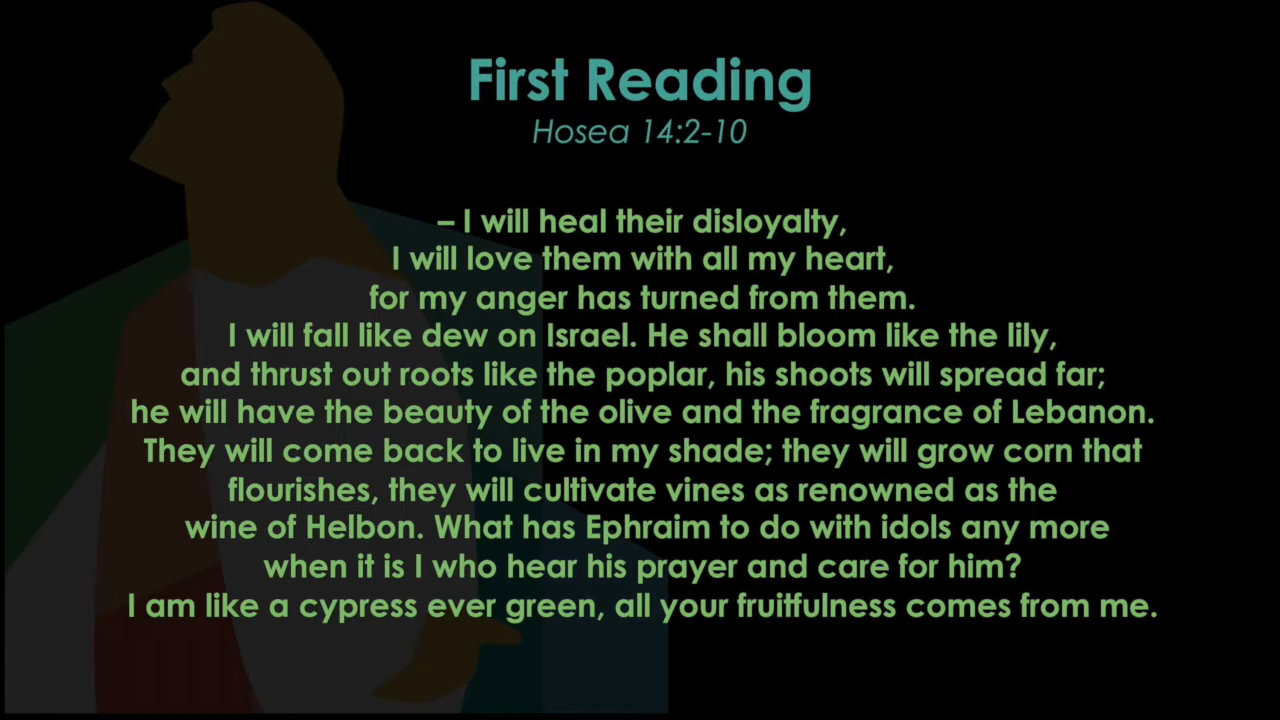 First Reading
Hosea 14:2-10
– I will heal their disloyalty,
I will love them with all my heart,
for my anger has turned from them.
I will fall like dew on Israel. He shall bloom like the lily,
and thrust out roots like the poplar, his shoots will spread far;
he will have the beauty of the olive and the fragrance of Lebanon.
They will come back to live in my shade; they will grow corn that
flourishes, they will cultivate vines as renowned as the
wine of Helbon. What has Ephraim to do with idols any more
when it is I who hear his prayer and care for him?
I am like a cypress ever green, all your fruitfulness comes from me.